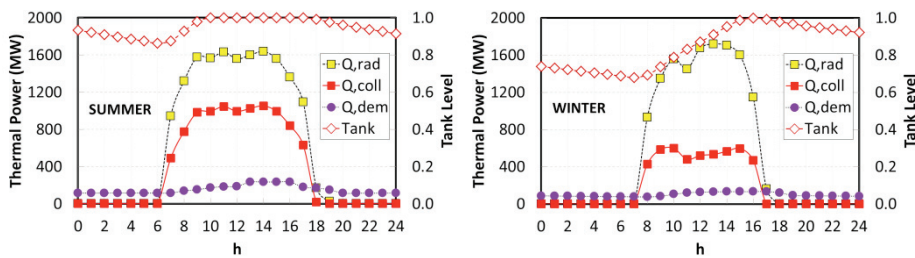 Thermal Power (MW)
2000
1600
1200
800
400
0
SUMMER
Q,rad
Q,coll
Q,dem
Tank
1.0
0.8
0.6
0.4
0.2
0.0
Tank Level
0 2 4 6 8 10 12 14 16 18 20 22 24
h
Thermal Power (MW)
2000
1600
1200
800
400
0
WINTER
Q,rad
Q,coll
Q,dem
Tank
1.0
0.8
0.6
0.4
0.2
0.0
Tank Level
0 2 4 6 8 10 12 14 16 18 20 22 24
h